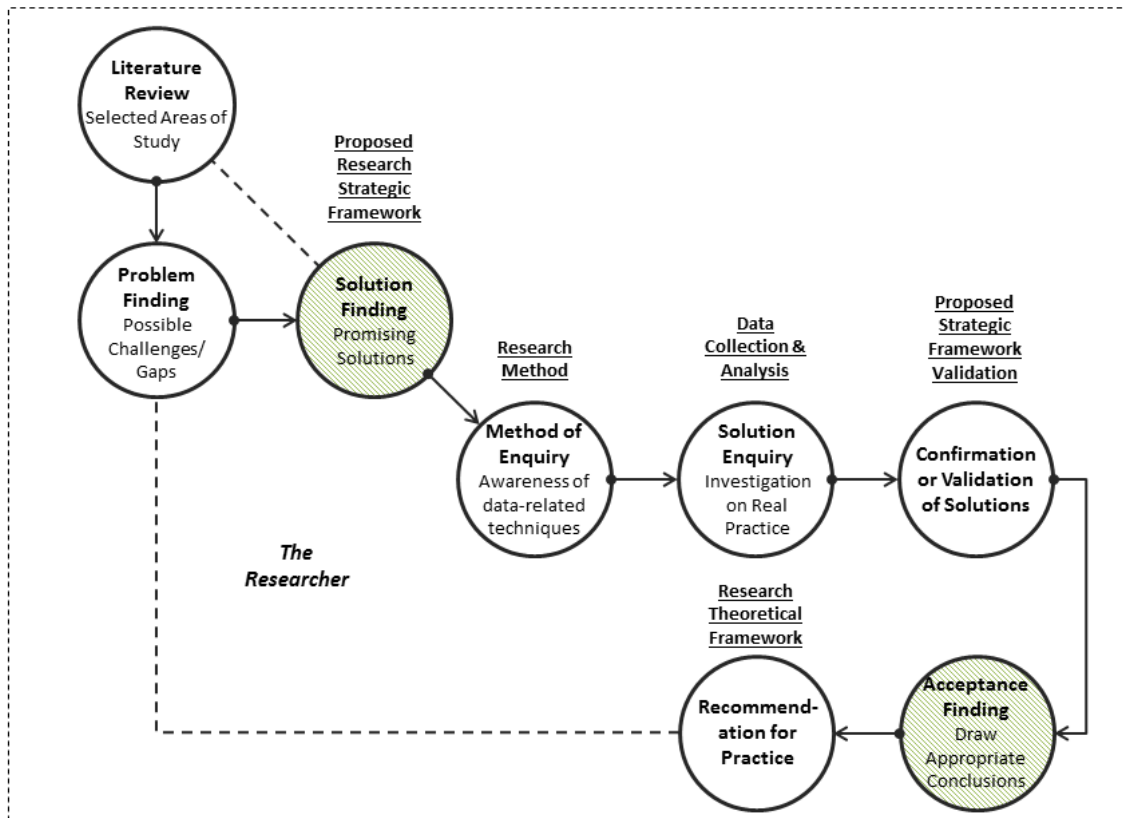 Literature
Review
Selected Areas of
Study
Proposed
Research
Strategic
Framework
Problem
Finding
Possible
Challenges/
Gaps
Solution
Finding
Promising
Solutions
Research
Method
Method of
Enquiry
Awareness of
data-related
techniques
Data
Collection &
Analysis
Solution
Enquiry
Investigation
on Real
Practice
Proposed
Strategic
Framework
Validation
Confirmation
or Validation
of Solutions
The
Researcher
Research
Theoretical
Framework
Recommend-
ation for
Practice
Acceptance
Finding
Draw
Appropriate
Conclusions